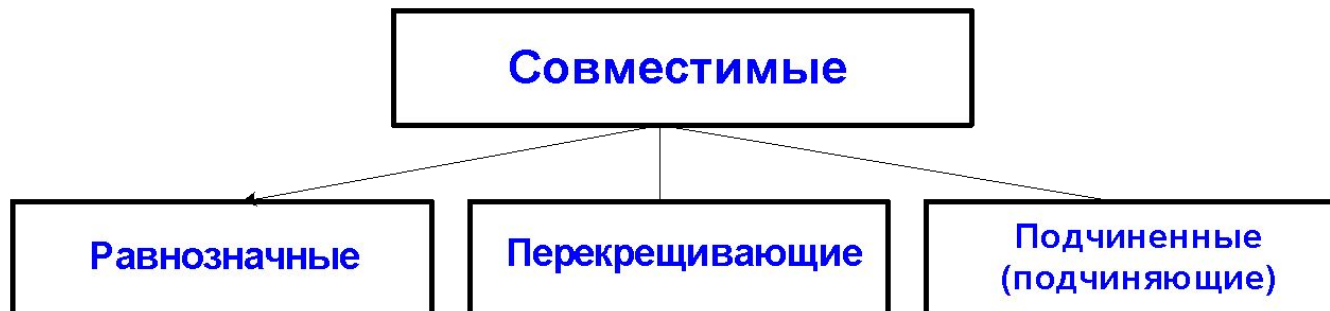 Совместимые
Равнозначные
Перекрещивающие
Подчиненные
(подчиняющие)